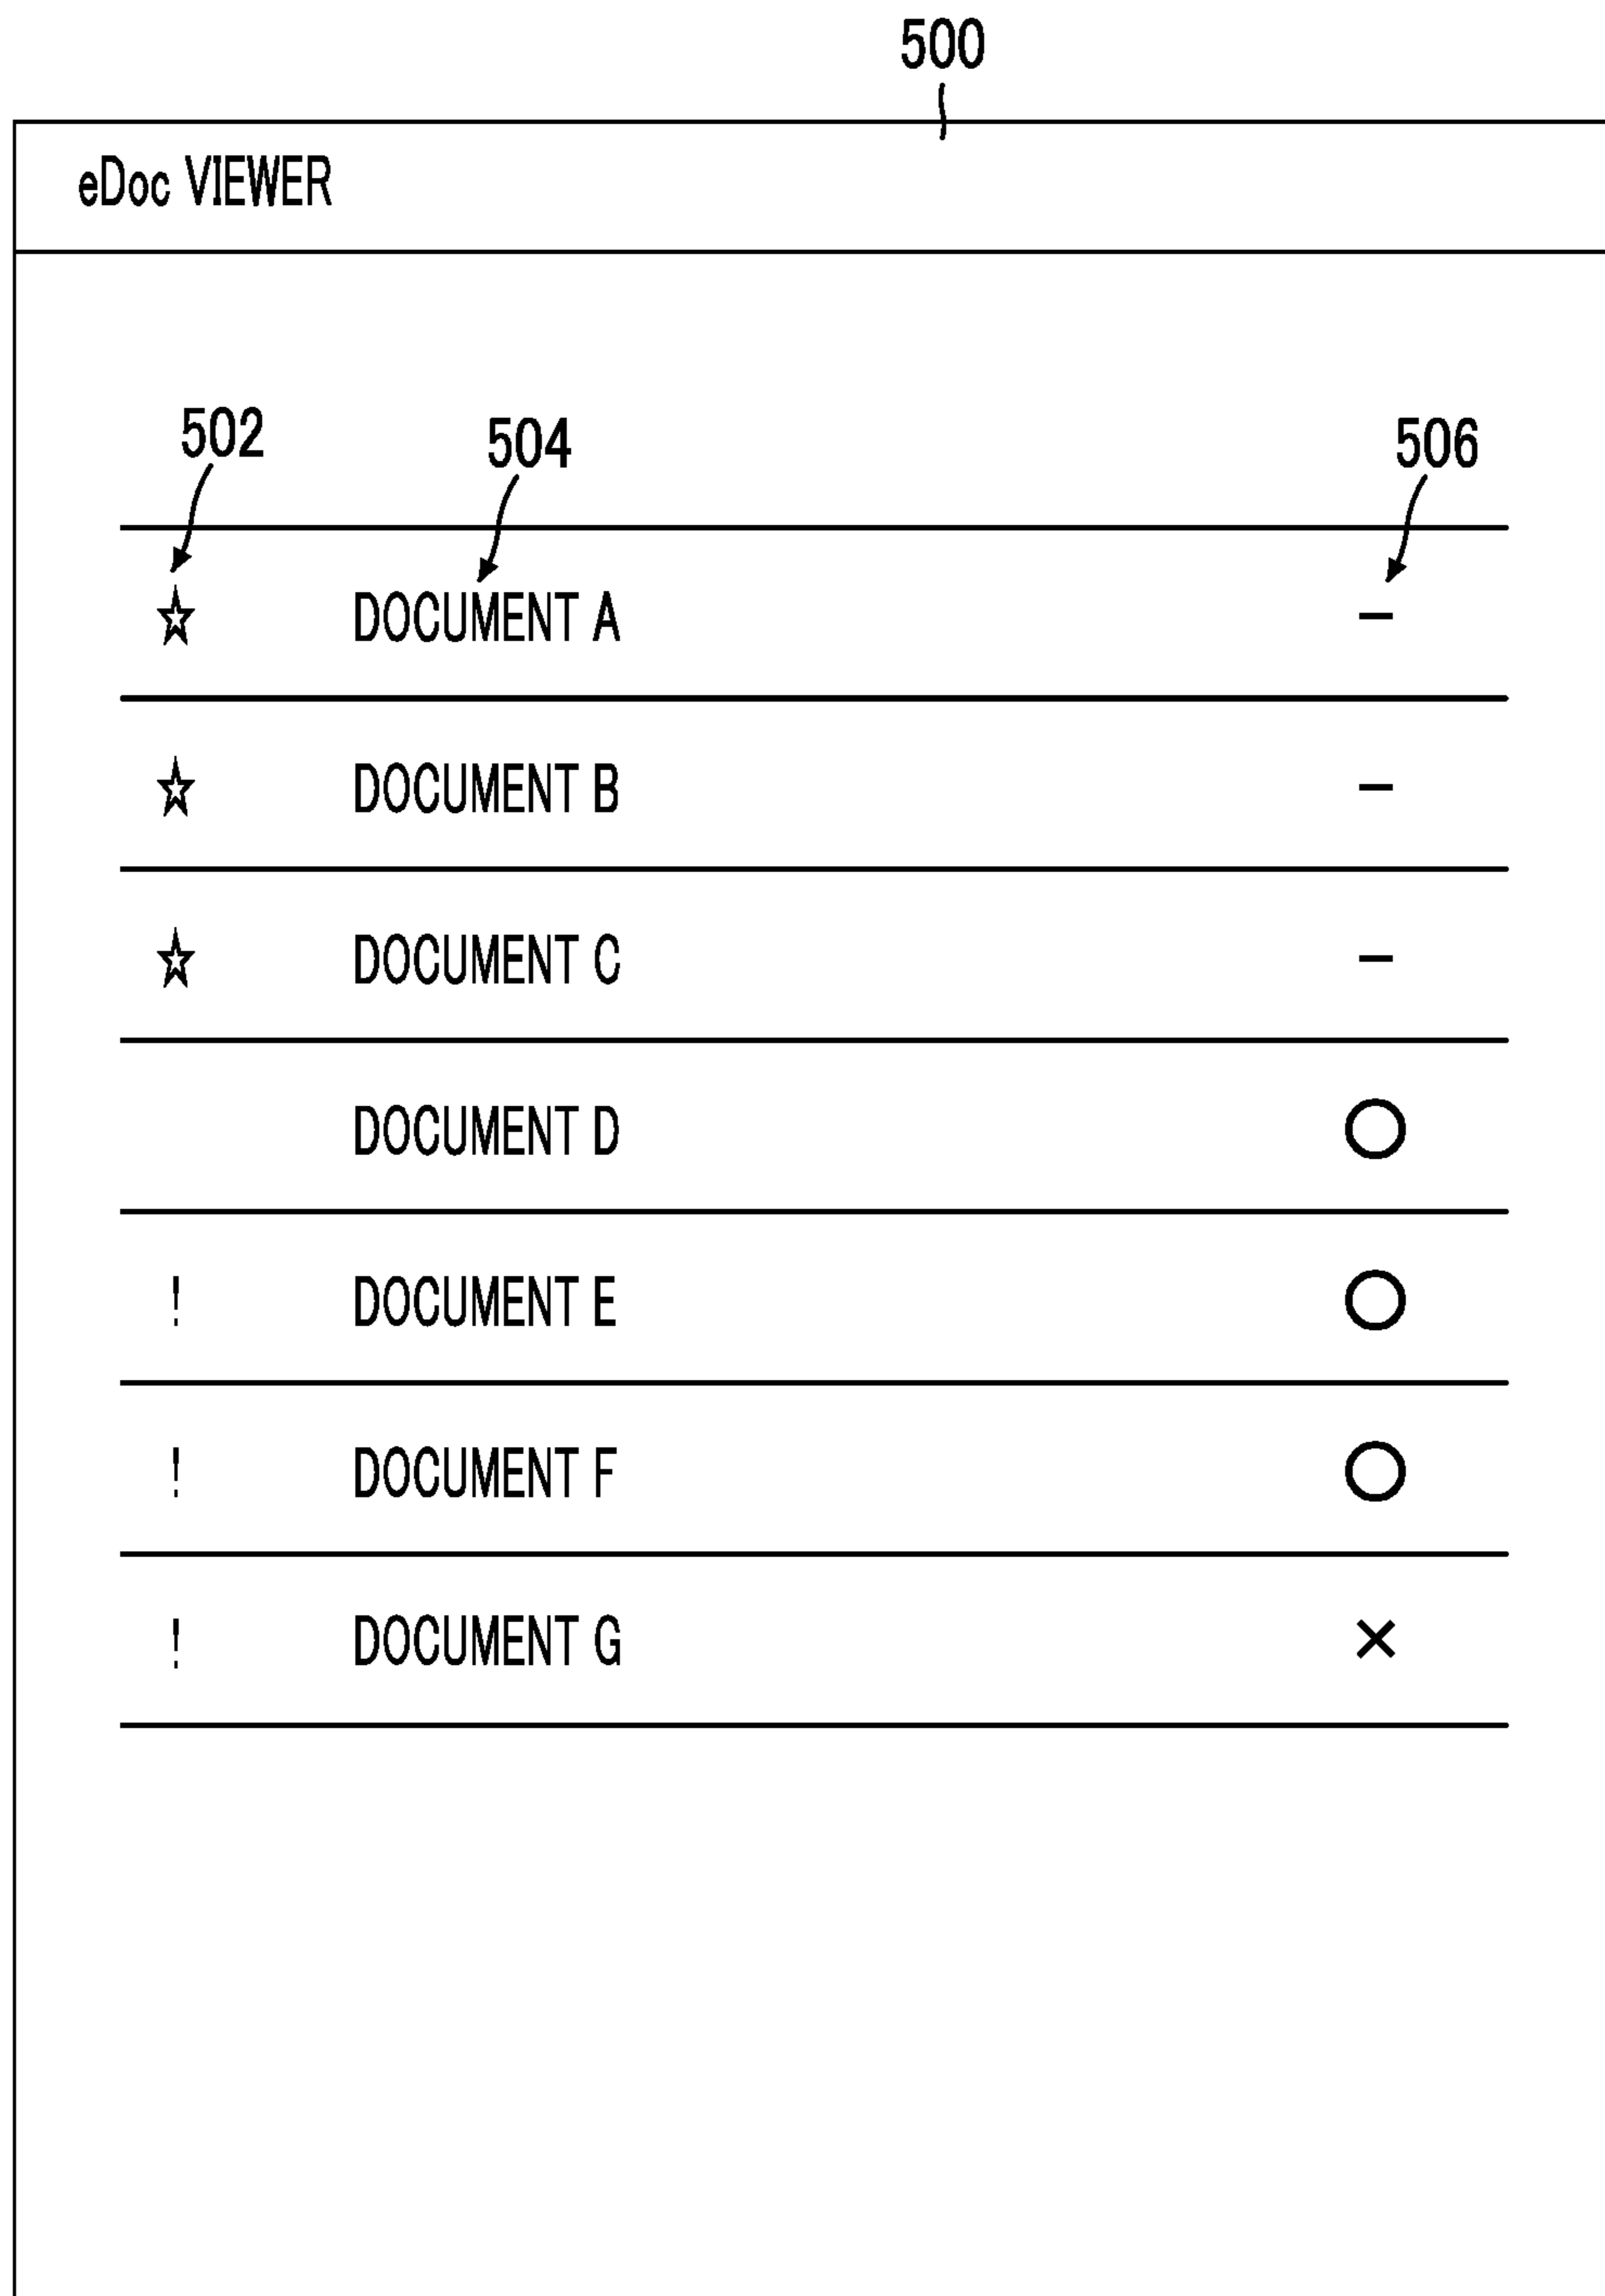 500
eDoc VIEWER
502 504 506
☆ DOCUMENT A −
☆ DOCUMENT B −
☆ DOCUMENT C −
DOCUMENT D ○
! DOCUMENT E ○
! DOCUMENT F ○
! DOCUMENT G ×